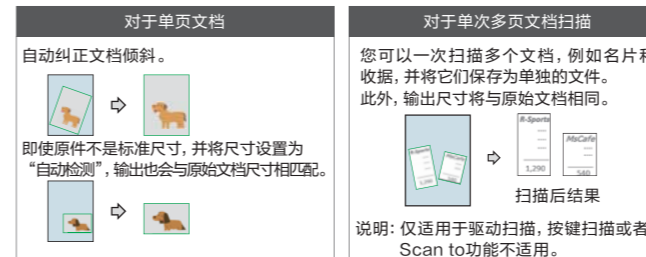 对于单页文档
自动纠正文档倾斜。
即使原件不是标准尺寸,并将尺寸设置为
“自动检测”,输出也会与原始文档尺寸相匹配。
对于单次多页文档扫描
您可以一次扫描多个文档,例如名片和
收据,并将它们保存为单独的文件。
此外,输出尺寸将与原始文档相同。
R-Sports
MsCafe
1,290
R-Sports
1,290
MsCafe
540
扫描后结果
说明:仅适用于驱动扫描,按键扫描或者
Scan to功能不适用。